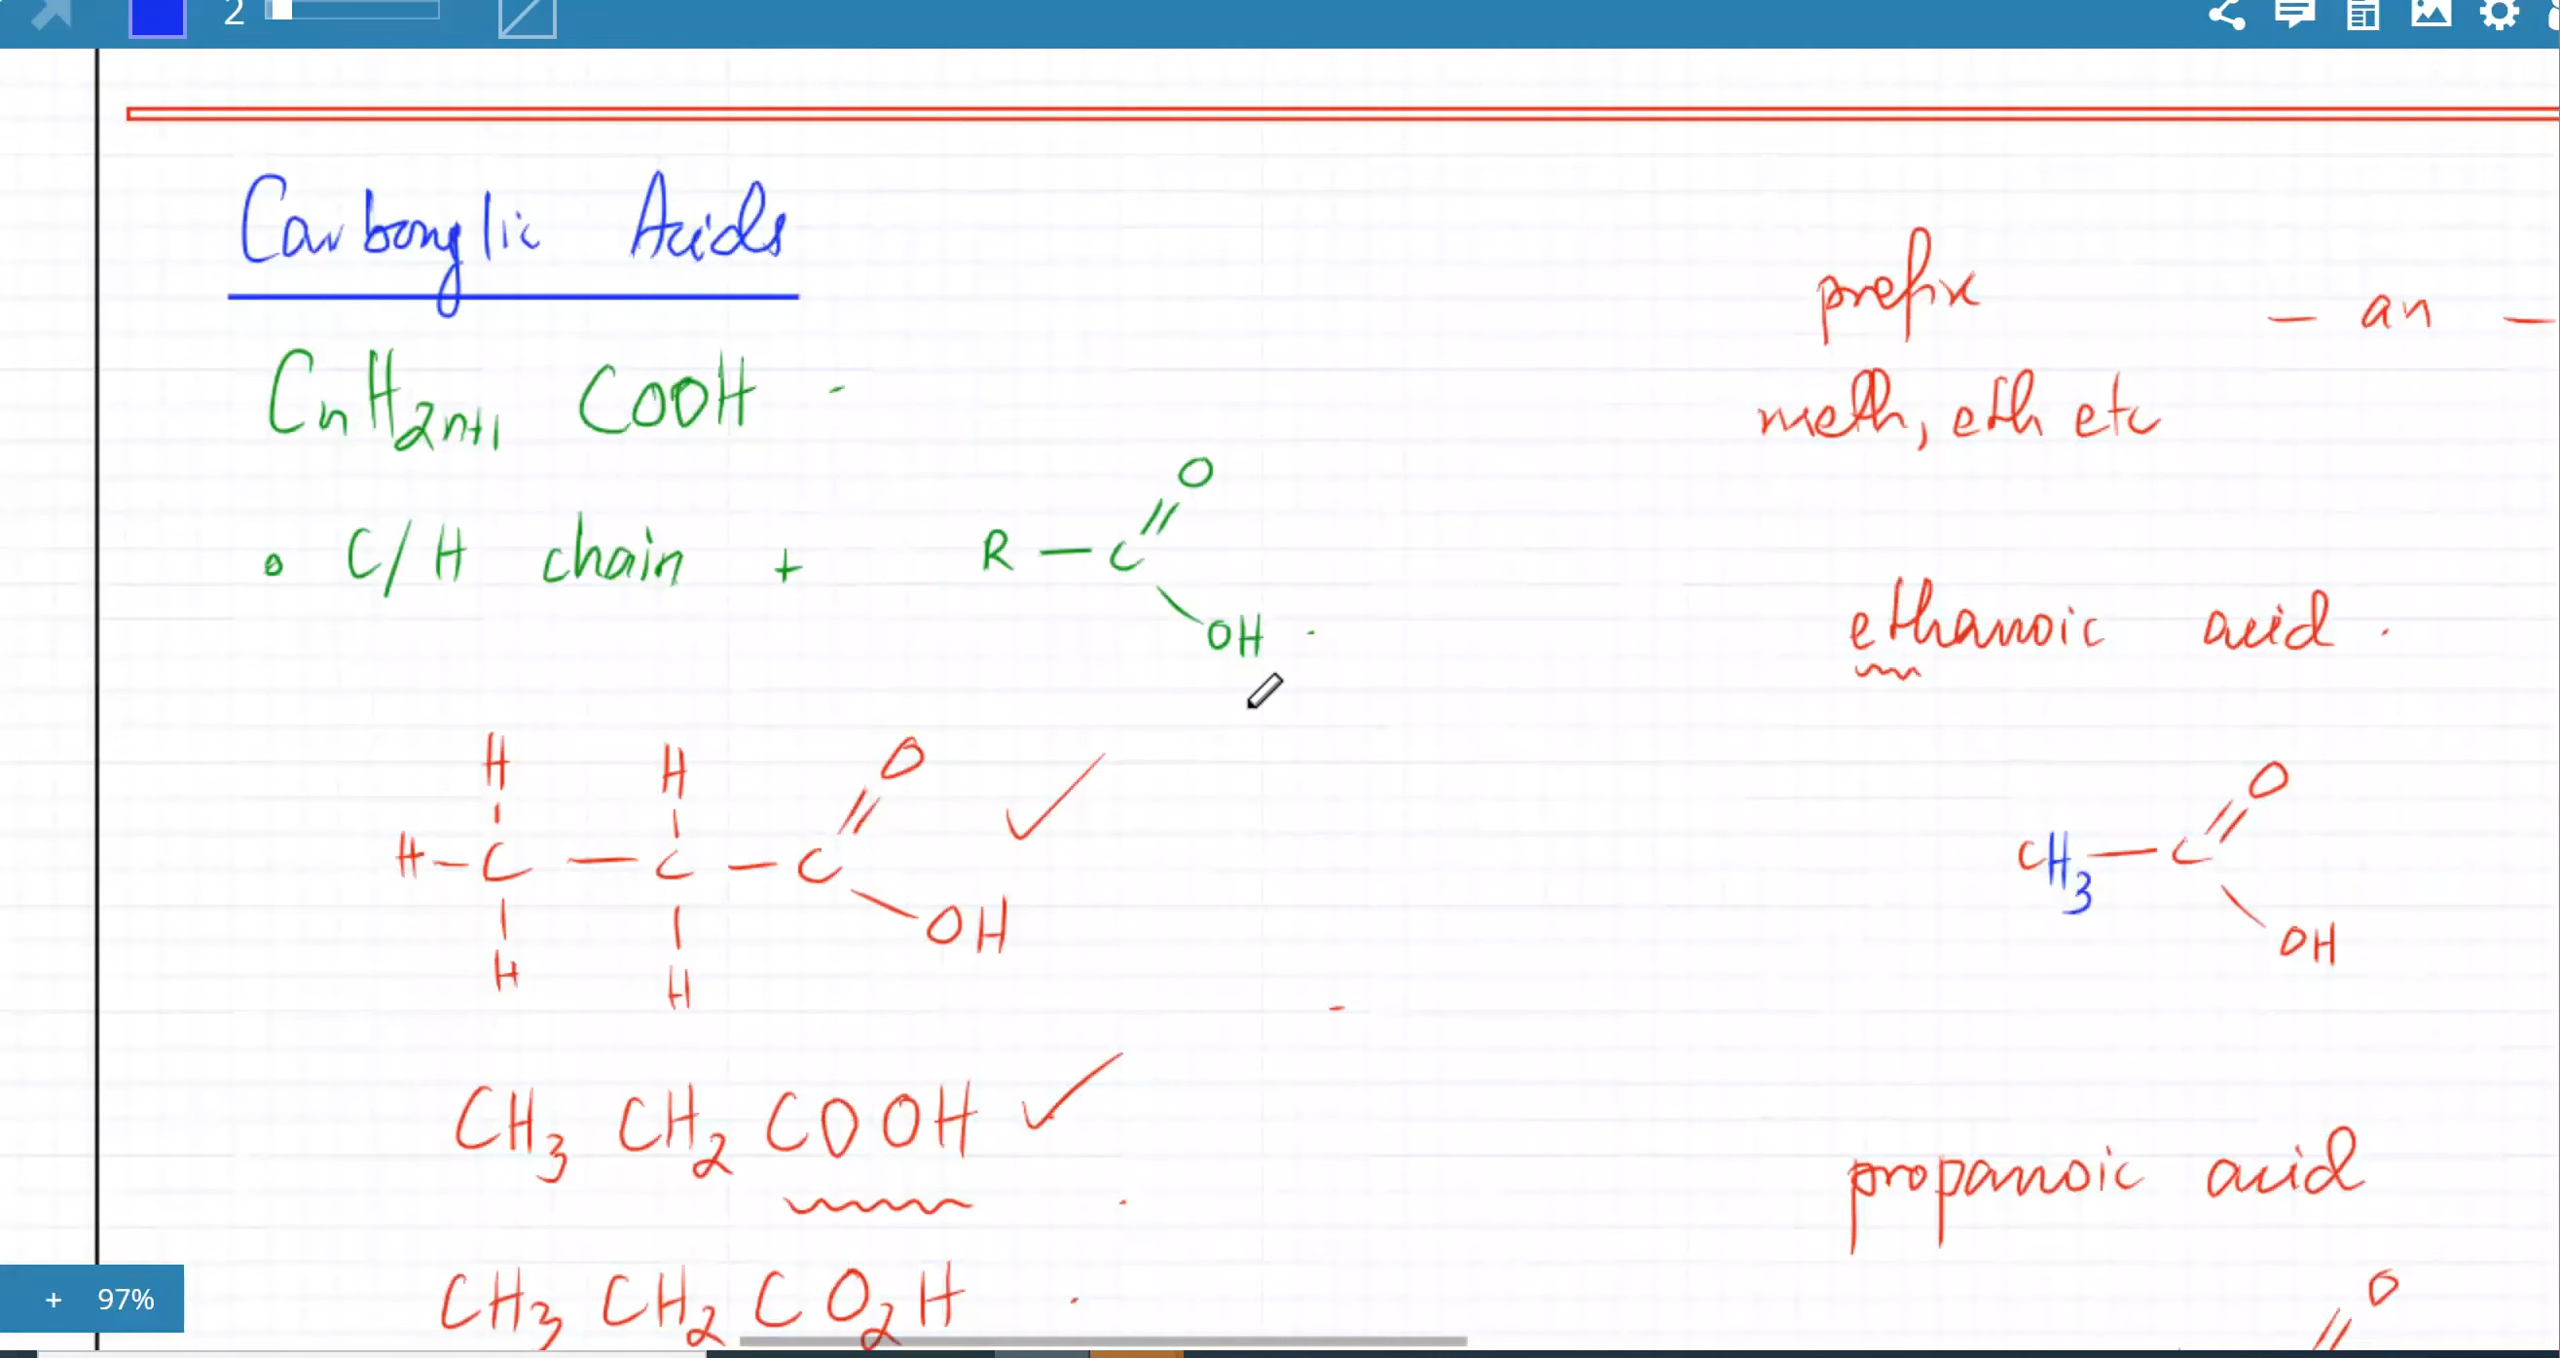 2
Carboxylic Acids
CnH2n+1 COOH
• C/H chain + R — C
O
//
OH
H H O
H — C — C — C
H H OH
CH3 CH2 COOH ✓
CH3 CH2 CO2H
prefix — an —
meth, eth etc
ethanoic acid.
O
CH3 — C
OH
propanoic acid
O
//
+ 97%